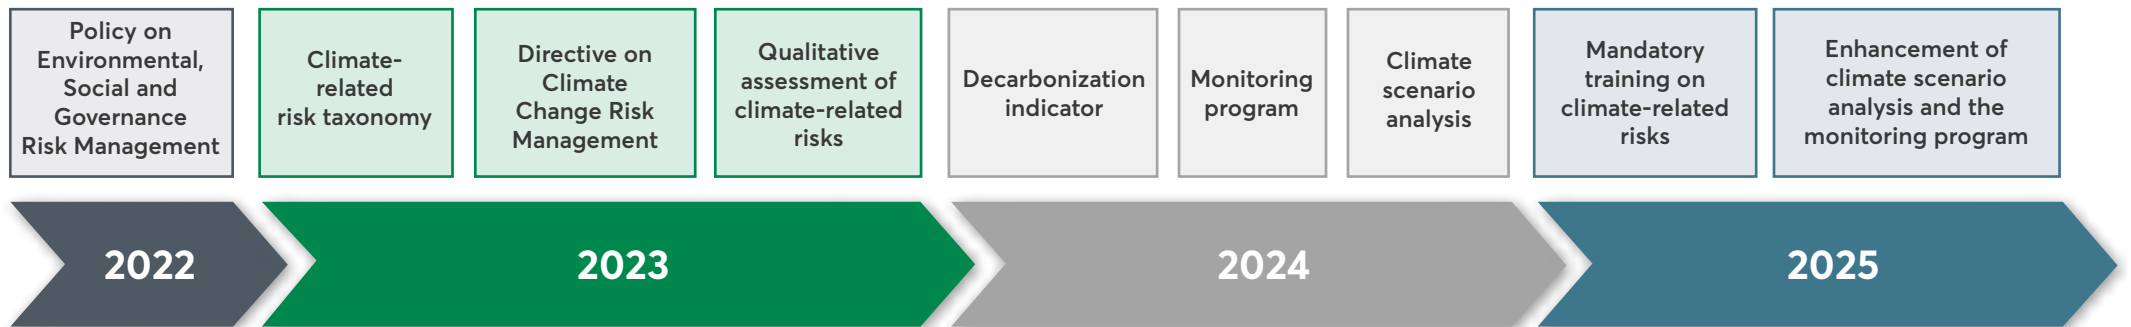 Policy on
Environmental,
Social and
Governance
Risk Management
Climate-
related
risk taxonomy
Directive on
Climate
Change Risk
Management
Qualitative
assessment of
climate-related
risks
Decarbonization
indicator
Monitoring
program
Climate
scenario
analysis
Mandatory
training on
climate-related
risks
Enhancement of
climate scenario
analysis and the
monitoring program
2022
2023
2024
2025